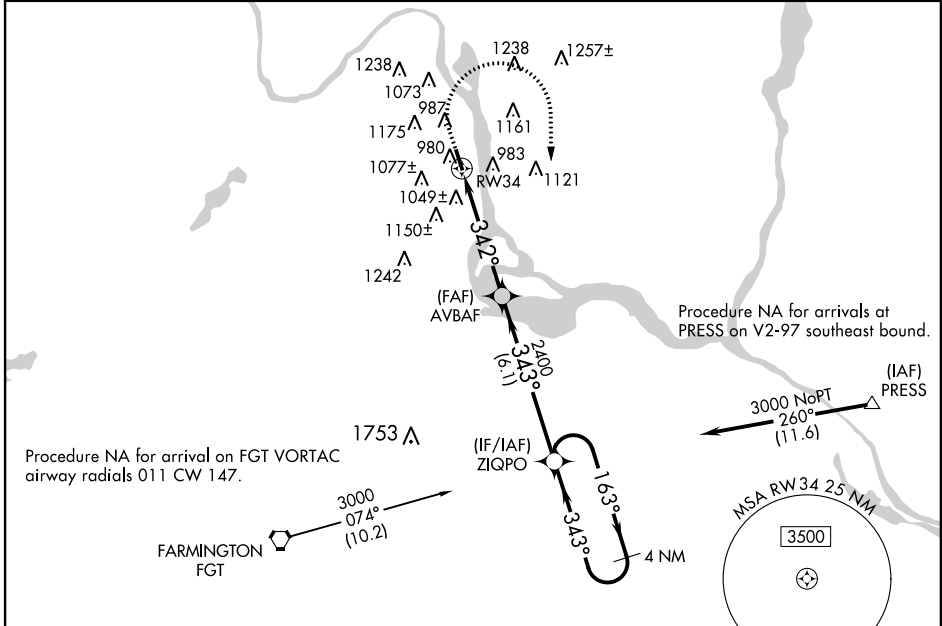 1238
1257±
1238
1073
987
1161
1175
980
983
1077±
RW34
1121
1049±
1150±
342°
1242
(FAF)
AVBAF
Procedure NA for arrivals at
PRESS on V2-97 southeast bound.
2400
343°
(6.1)
(IAF)
PRESS
3000 NoPT
260°
(11.6)
1753
(IF/IAF)
ZIQPO
Procedure NA for arrival on FGT VORTAC
airway radials 011 CW 147.
163°
343°
4 NM
3000
074°
(10.2)
FARMINGTON
FGT
MSA RW34 25 NM
3500